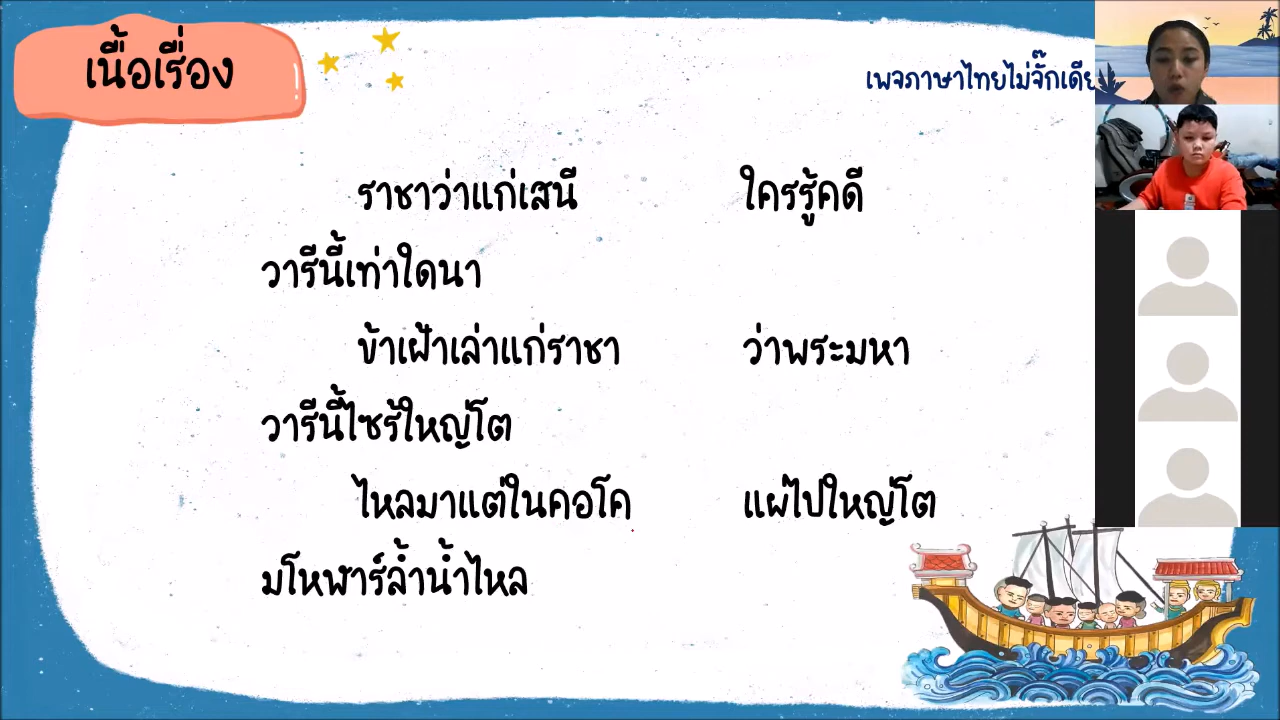 เนื้อเรื่อง
เพจภาษาไทยไม่จั๊กเดี
ราชาว่าแก่เสนี ใครรู้คดี
วารีนี้เท่าใดนา
ข้าเฝ้าเล่าแก่ราชา ว่าพระมหา
วารีนี้ไซร้ใหญ่โต
ไหลมาแต่ในคอโค แผ่ไปใหญ่โต
มโหฬาร์ล้ำน้ำไหล